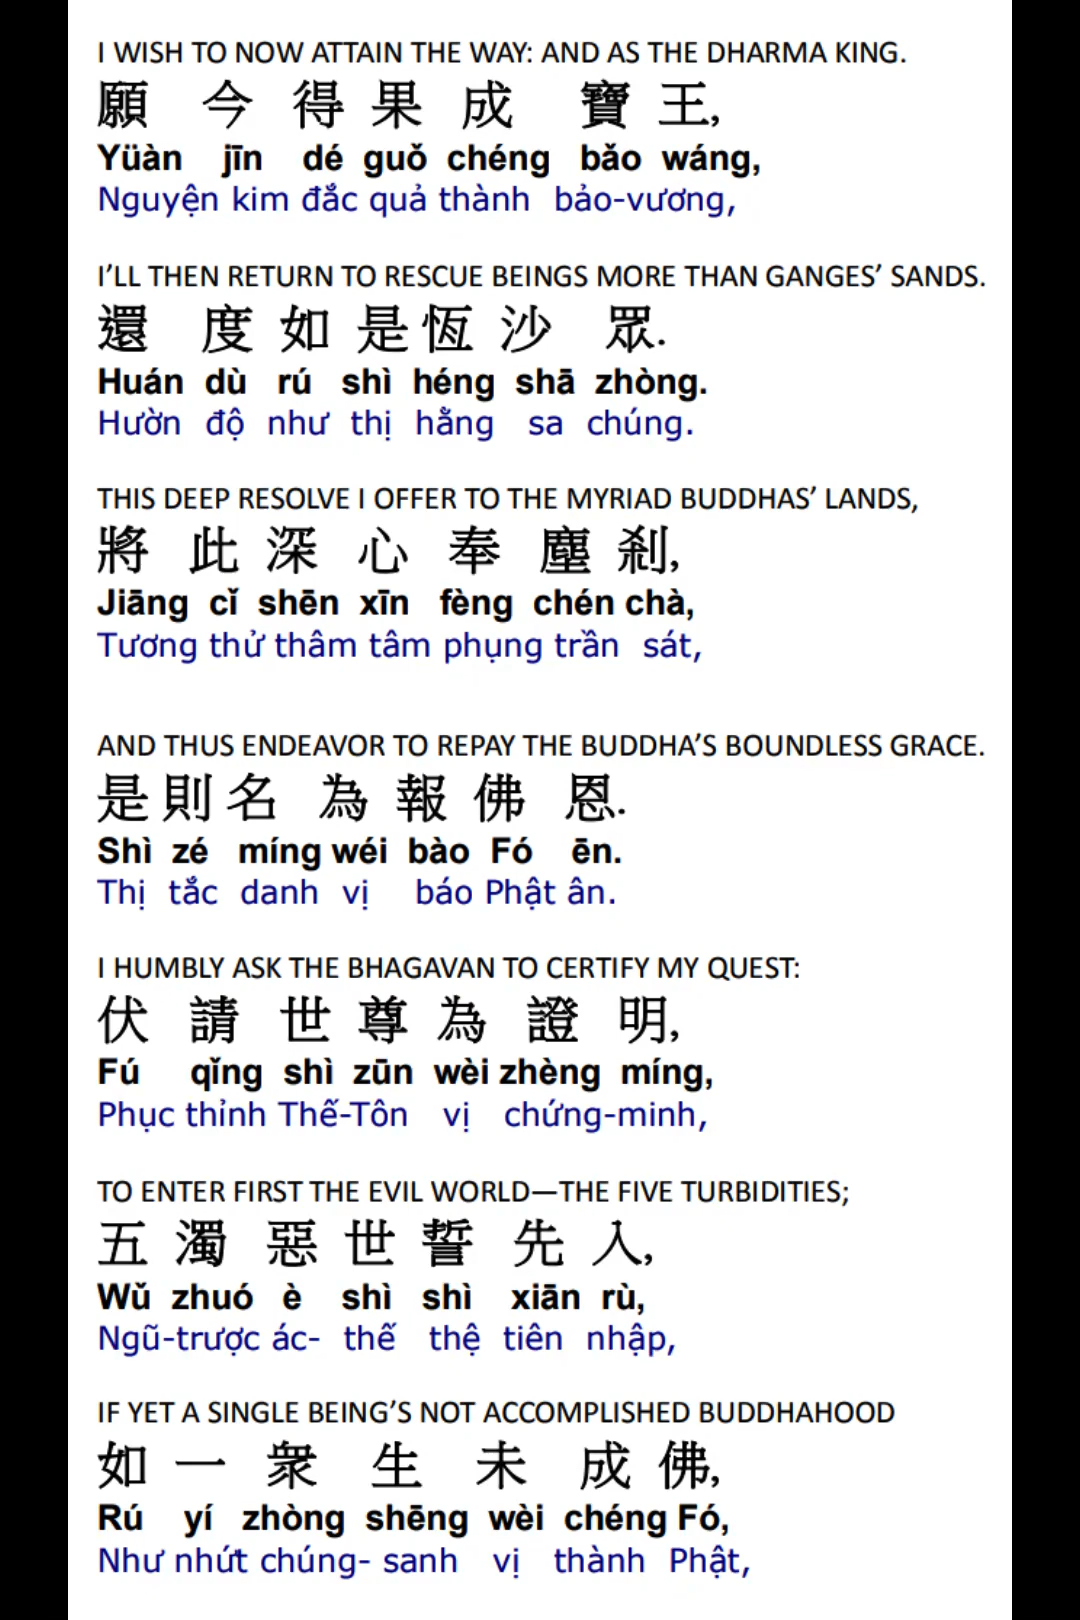 I WISH TO NOW ATTAIN THE WAY: AND AS THE DHARMA KING.
願 今 得 果 成 寶 王,
Yüàn jīn dé guǒ chéng bǎo wáng,
Nguyện kim đắc quả thành bảo-vương,
I'LL THEN RETURN TO RESCUE BEINGS MORE THAN GANGES' SANDS.
還 度 如 是 恆 沙 眾.
Huán dù rú shì héng shā zhòng.
Hườn độ như thị hằng sa chúng.
THIS DEEP RESOLVE I OFFER TO THE MYRIAD BUDDHAS' LANDS,
將 此 深 心 奉 塵 剎,
Jiāng cǐ shēn xīn fèng chén chà,
Tương thử thâm tâm phụng trần sát,
AND THUS ENDEAVOR TO REPAY THE BUDDHA'S BOUNDLESS GRACE.
是 則 名 為 報 佛 恩.
Shì zé míng wéi bào Fó ēn.
Thị tắc danh vị báo Phật ân.
I HUMBLY ASK THE BHAGAVAN TO CERTIFY MY QUEST:
伏 請 世 尊 為 證 明,
Fú qǐng shì zūn wèi zhèng míng,
Phục thỉnh Thế-Tôn vị chứng-minh,
TO ENTER FIRST THE EVIL WORLD—THE FIVE TURBIDITIES;
五 濁 惡 世 誓 先 入,
Wǔ zhuó è shì shì xiān rù,
Ngũ-trược ác- thế thệ tiên nhập,
IF YET A SINGLE BEING'S NOT ACCOMPLISHED BUDDHAHOOD
如 一 衆 生 未 成 佛,
Rú yí zhòng shēng wèi chéng Fó,
Như nhứt chúng- sanh vị thành Phật,